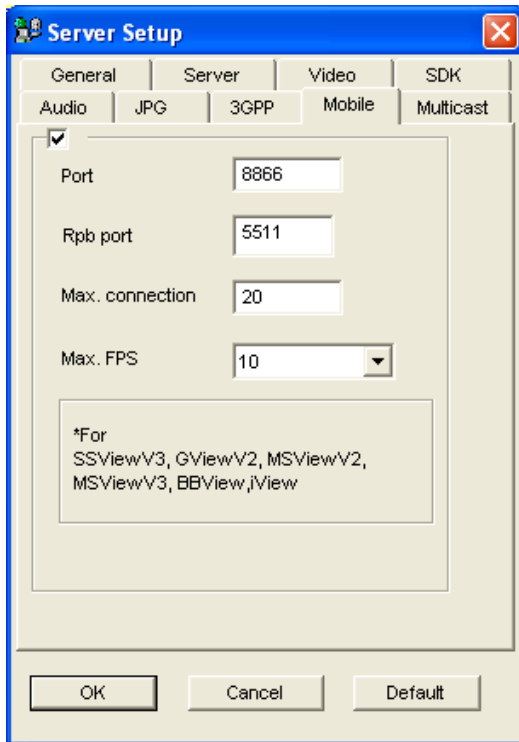 Server Setup
General Server Video SDK
Audio JPG 3GPP Mobile Multicast
Port 8866
Rpb port 5511
Max. connection 20
Max. FPS 10
*For
SSViewV3, GViewV2, MSViewV2,
MSViewV3, BBView,iView
OK Cancel Default